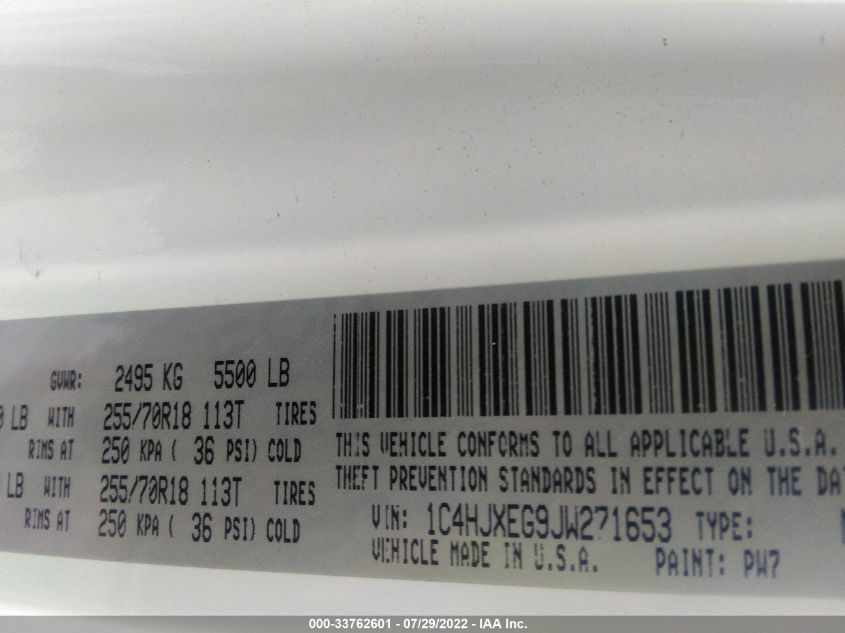 GVWR: 2495 KG 5500 LB
LB WITH 255/70R18 113T TIRES
RIMS AT 250 KPA ( 36 PSI) COLD
LB WITH 255/70R18 113T TIRES
RIMS AT 250 KPA ( 36 PSI) COLD
THIS VEHICLE CONFORMS TO ALL APPLICABLE U.S.A.
THEFT PREVENTION STANDARDS IN EFFECT ON THE DA
VIN: 1C4HJXEG9JW271653 TYPE:
VEHICLE MADE IN U.S.A. PAINT: PW7
000-33762601 - 07/29/2022 - IAA Inc.